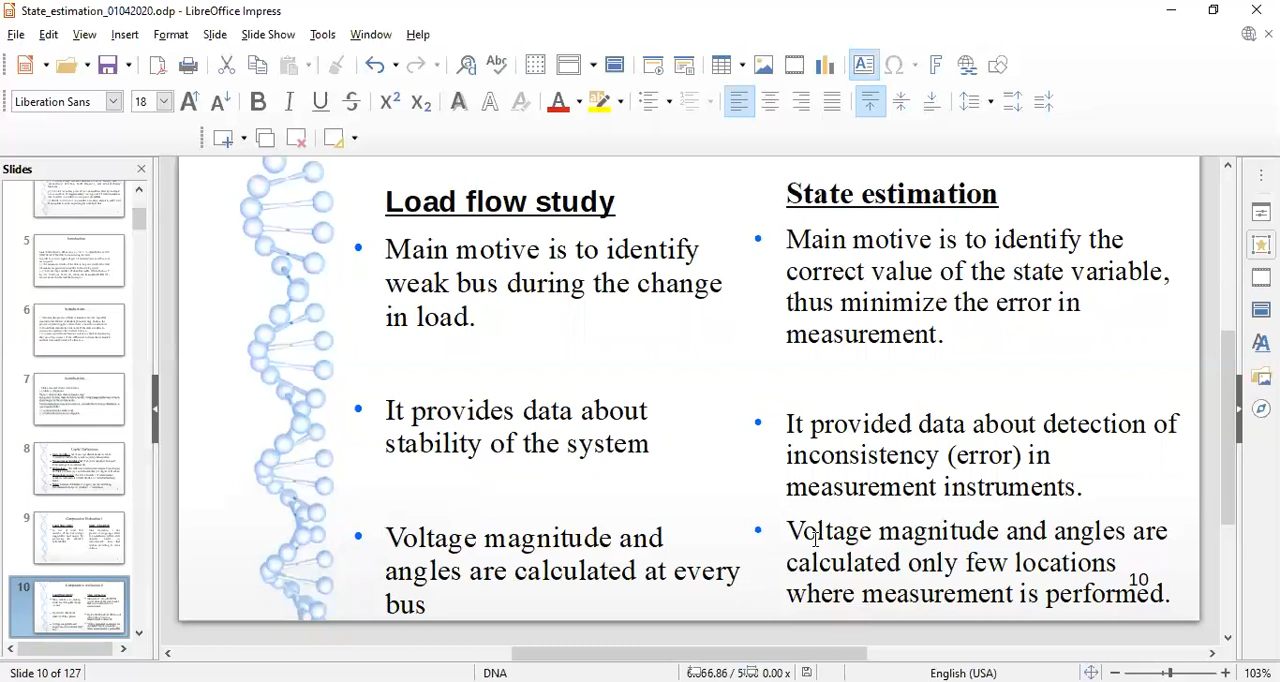 State_estimation_01042020.odp - LibreOffice Impress
File Edit View Insert Format Slide Slide Show Tools Window Help
Liberation Sans 18
Slides
5
6
7
8
9
10
Load flow study
• Main motive is to identify
weak bus during the change
in load.
• It provides data about
stability of the system
• Voltage magnitude and
angles are calculated at every
bus
State estimation
• Main motive is to identify the
correct value of the state variable,
thus minimize the error in
measurement.
• It provided data about detection of
inconsistency (error) in
measurement instruments.
• Voltage magnitude and angles are
calculated only few locations
where measurement is performed.
10
Slide 10 of 127 DNA 0.00 x English (USA) 103%